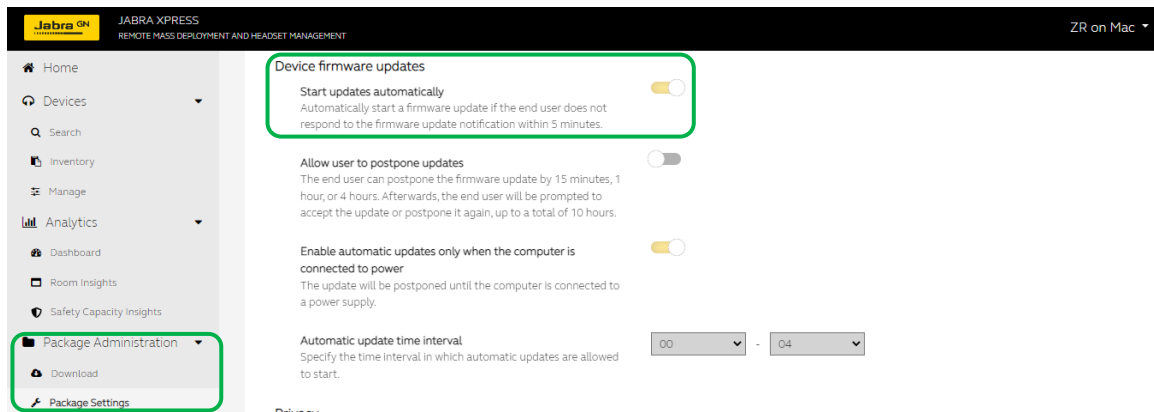 Jabra GN
JABRA XPRESS
REMOTE MASS DEPLOYMENT AND HEADSET MANAGEMENT
ZR on Mac
Home
Devices
Search
Inventory
Manage
Analytics
Dashboard
Room Insights
Safety Capacity Insights
Package Administration
Download
Package Settings
Device firmware updates
Start updates automatically
Automatically start a firmware update if the end user does not
respond to the firmware update notification within 5 minutes.
Allow user to postpone updates
The end user can postpone the firmware update by 15 minutes, 1
hour, or 4 hours. Afterwards, the end user will be prompted to
accept the update or postpone it again, up to a total of 10 hours.
Enable automatic updates only when the computer is
connected to power
The update will be postponed until the computer is connected to
a power supply.
Automatic update time interval
Specify the time interval in which automatic updates are allowed
to start.
00 - 04